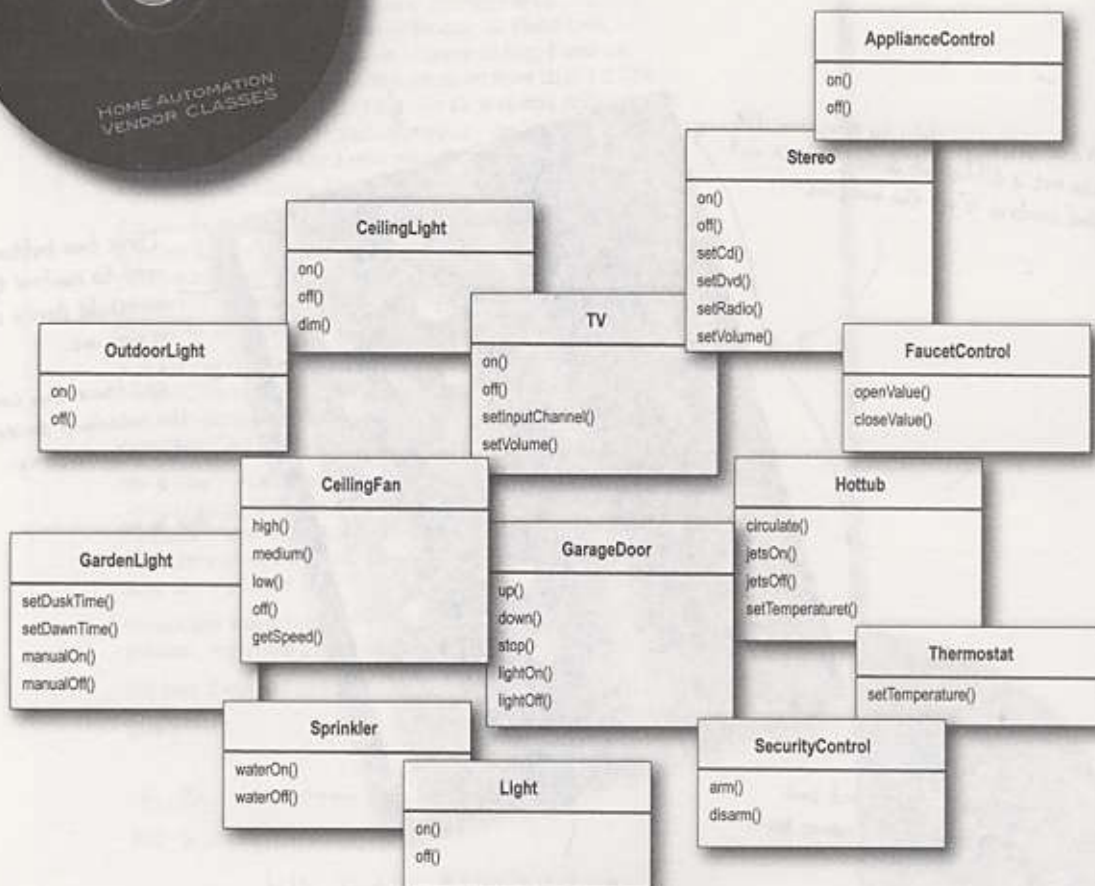 HOME AUTOMATION
VENDOR CLASSES
ApplianceControl
on()
off()
Stereo
on()
off()
setCd()
setDvd()
setRadio()
setVolume()
CeilingLight
on()
off()
dim()
TV
on()
off()
setInputChannel()
setVolume()
OutdoorLight
on()
off()
FaucetControl
openValue()
closeValue()
CeilingFan
high()
medium()
low()
off()
getSpeed()
Hottub
circulate()
jetsOn()
jetsOff()
setTemperaturet()
GardenLight
setDuskTime()
setDawnTime()
manualOn()
manualOff()
GarageDoor
up()
down()
stop()
lightOn()
lightOff()
Thermostat
setTemperature()
Sprinkler
waterOn()
waterOff()
SecurityControl
arm()
disarm()
Light
on()
off()